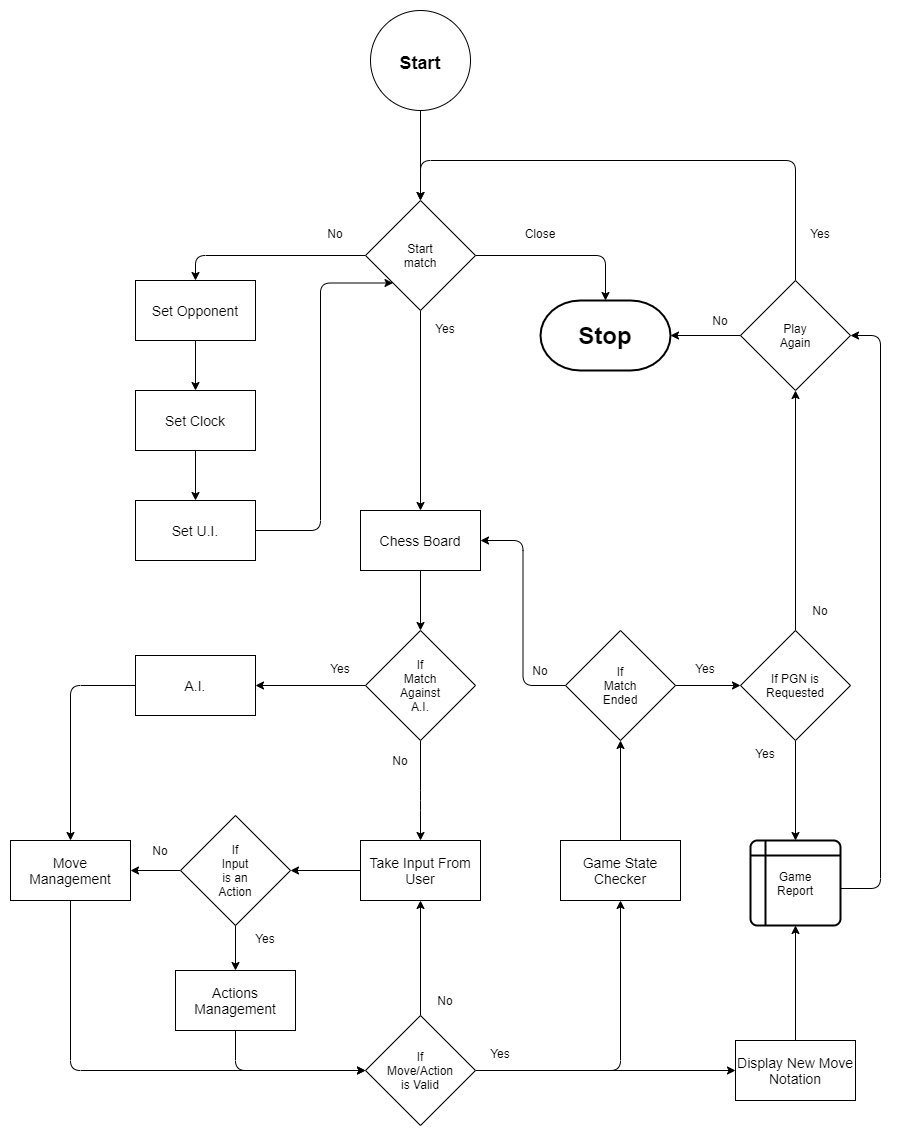 Start
No
Start
match
Close
Yes
Set Opponent
Yes
Stop
No
Play
Again
Set Clock
Set U.I.
Chess Board
No
A.I.
Yes
If
Match
Against
A.I.
No
If
Match
Ended
Yes
If PGN is
Requested
No
Yes
Move
Management
No
If
Input
is an
Action
Take Input From
User
Game State
Checker
Game
Report
Yes
Actions
Management
No
If
Move/Action
is Valid
Yes
Display New Move
Notation